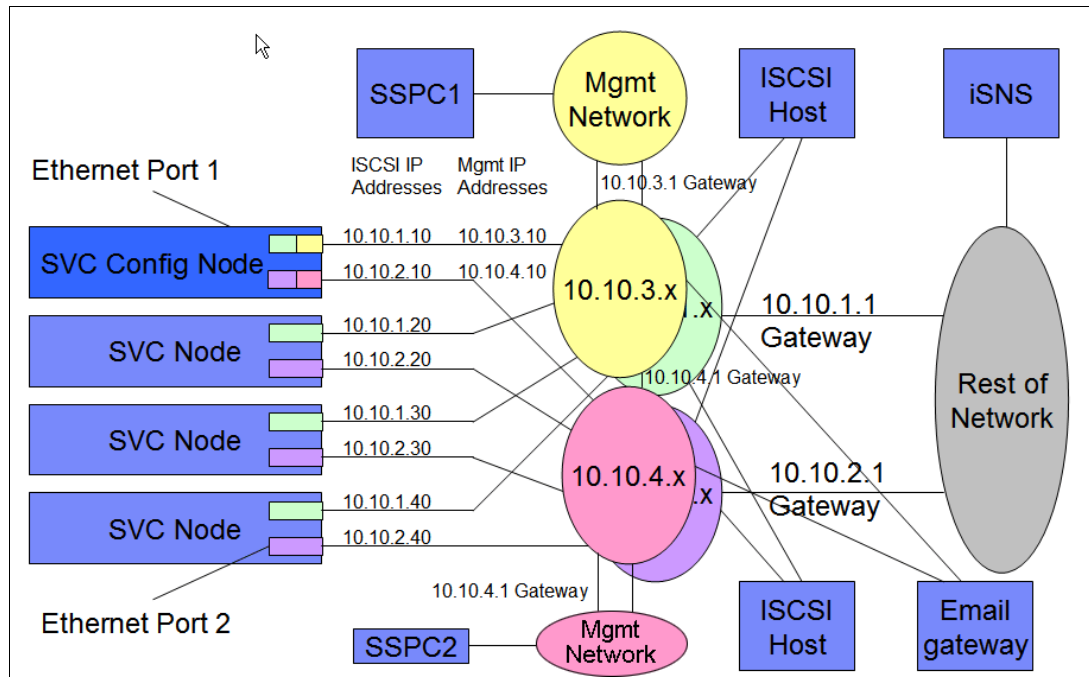 SSPC1
Mgmt
Network
ISCSI
Host
iSNS
Ethernet Port 1
ISCSI IP
Addresses
Mgmt IP
Addresses
10.10.3.1 Gateway
SVC Config Node
10.10.1.10
10.10.3.10
10.10.2.10
10.10.4.10
10.10.3.x
.x
10.10.1.1
Gateway
SVC Node
10.10.1.20
10.10.2.20
10.10.4.1 Gateway
Rest of
Network
SVC Node
10.10.1.30
10.10.2.30
10.10.4.x
.x
10.10.2.1
Gateway
SVC Node
10.10.1.40
10.10.2.40
10.10.4.1 Gateway
Ethernet Port 2
SSPC2
Mgmt
Network
ISCSI
Host
Email
gateway